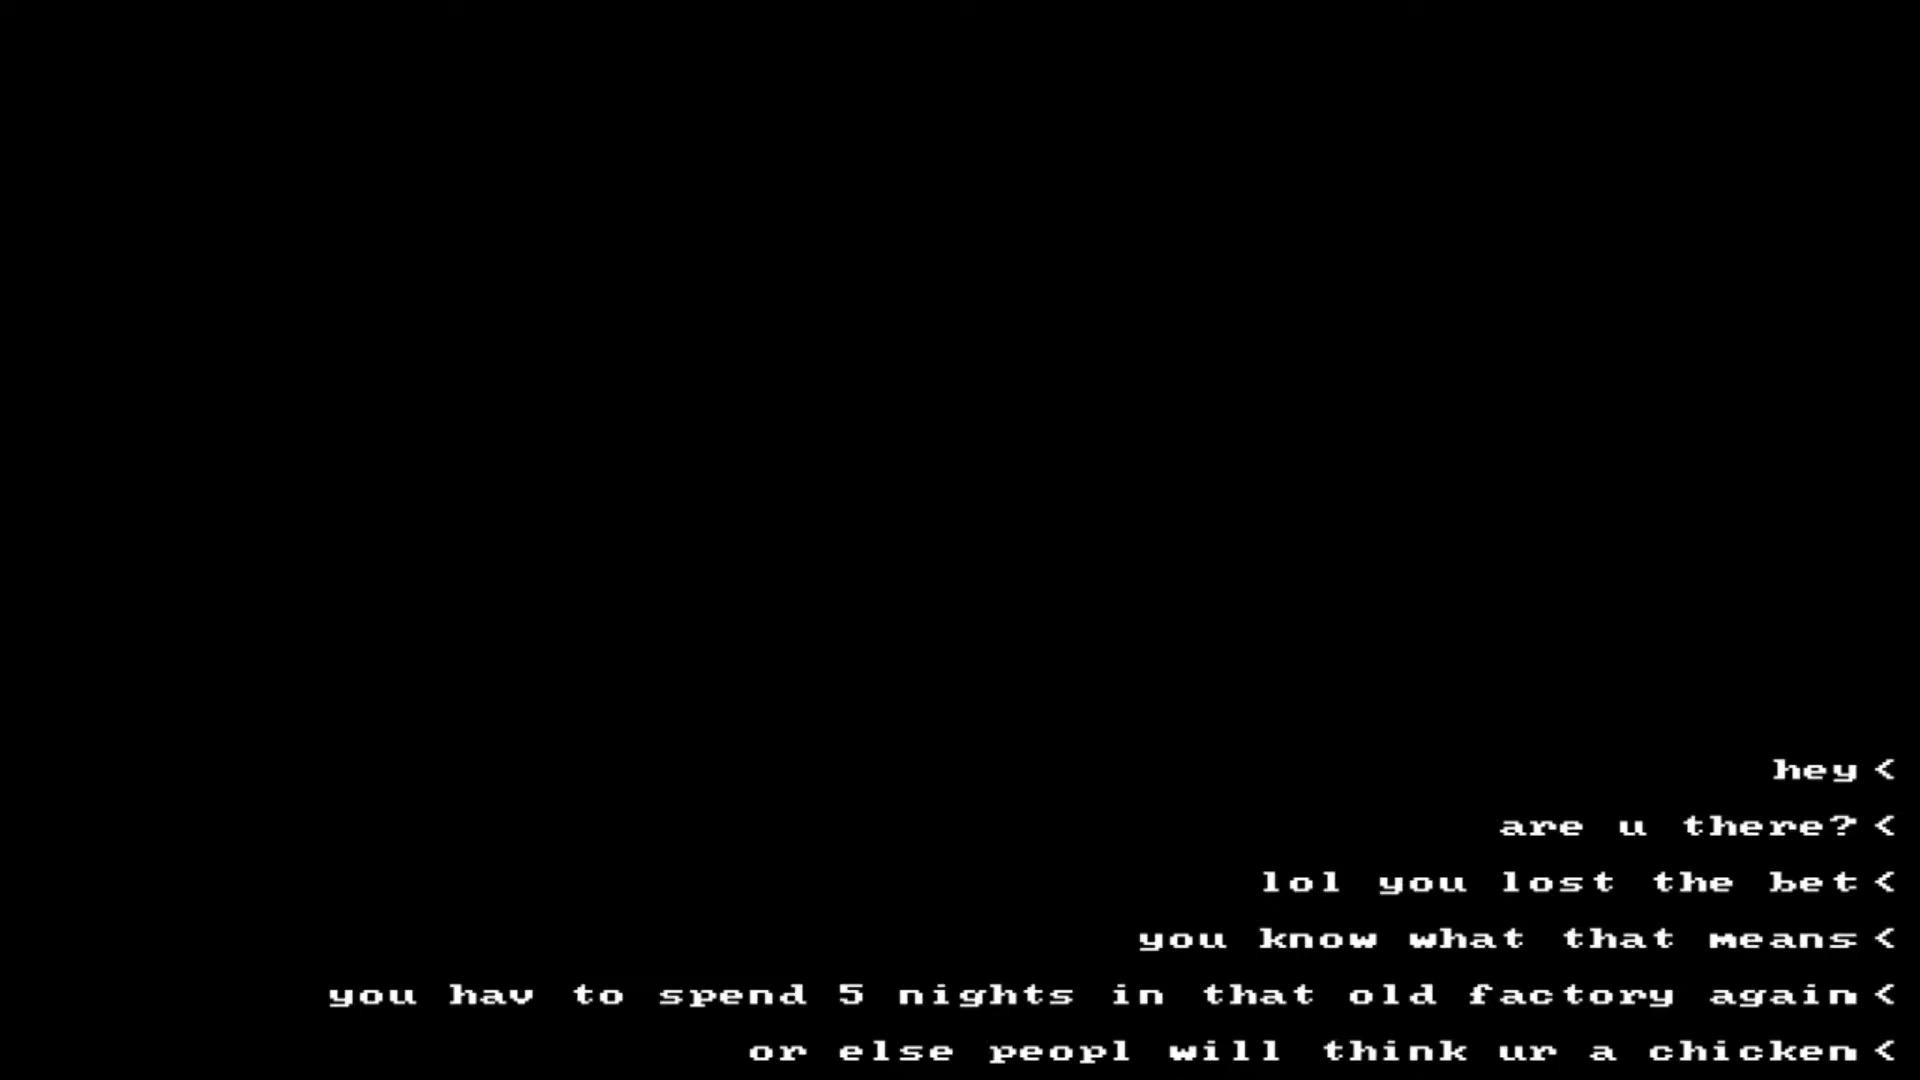 hey <
are u there? <
lol you lost the bet <
you know what that means <
you hav to spend 5 nights in that old factory again <
or else peopl will think ur a chicken <